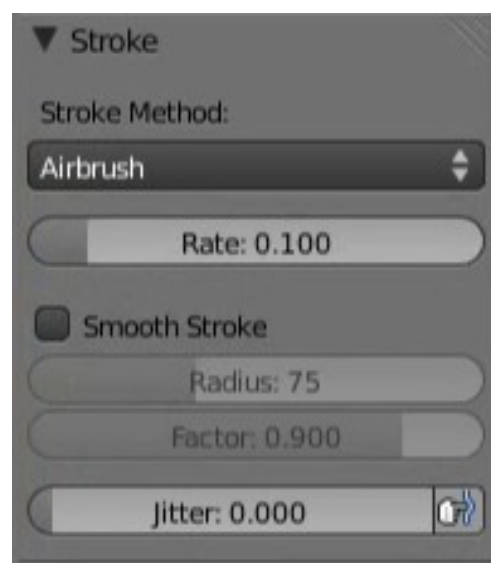 Stroke
Stroke Method:
Airbrush
Rate: 0.100
Smooth Stroke
Radius: 75
Factor: 0.900
Jitter: 0.000